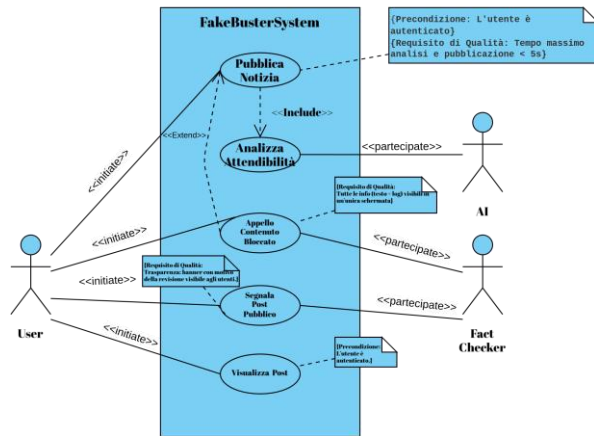 FakeBusterSystem
{Precondizione: L'utente è
autenticato}
{Requisito di Qualità: Tempo massimo
analisi e pubblicazione < 5s}
Pubblica
Notizia
<<Include>>
<<Extend>>
<<initiate>>
Analizza
Attendibilità
<<partecipate>>
AI
[Requisito di Qualità:
Tutte le info (testo + log) visibili in
un'unica schermata]
<<initiate>>
Appello
Contenuto
Bloccato
<<partecipate>>
[Requisito di Qualità:
Trasparenza: banner con motivo
della revisione visibile agli utenti.]
<<initiate>>
Segnala
Post
Pubblico
<<partecipate>>
User
Fact
Checker
<<initiate>>
[Precondizione:
L'utente è
autenticato.]
Visualizza Post